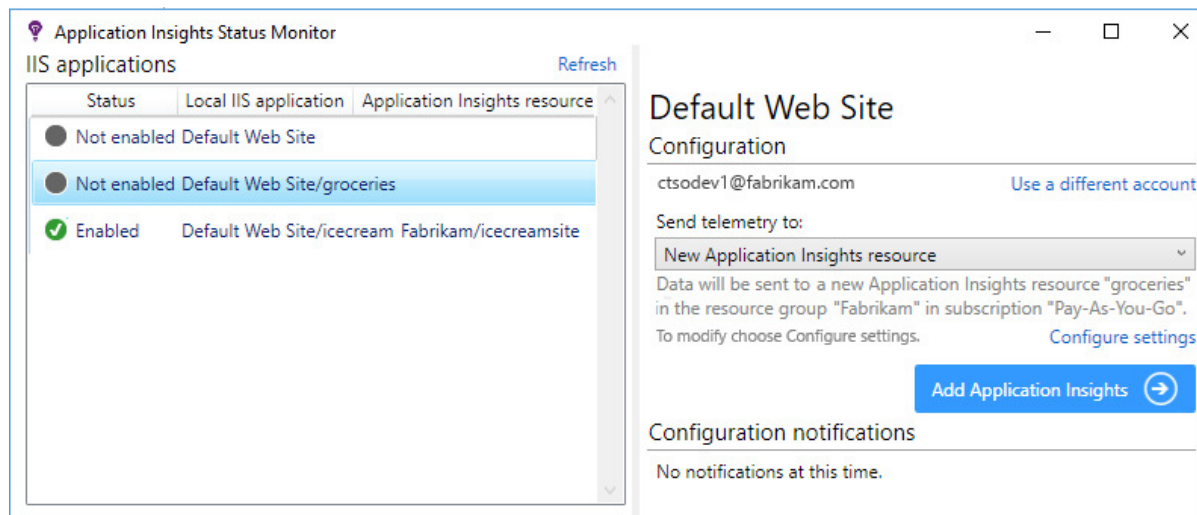 Application Insights Status Monitor
IIS applications
Refresh
Status Local IIS application Application Insights resource
Not enabled Default Web Site
Not enabled Default Web Site/groceries
Enabled Default Web Site/icecream Fabrikam/icecreamsite
Default Web Site
Configuration
ctsodev1@fabrikam.com Use a different account
Send telemetry to:
New Application Insights resource
Data will be sent to a new Application Insights resource "groceries"
in the resource group "Fabrikam" in subscription "Pay-As-You-Go".
To modify choose Configure settings. Configure settings
Add Application Insights
Configuration notifications
No notifications at this time.